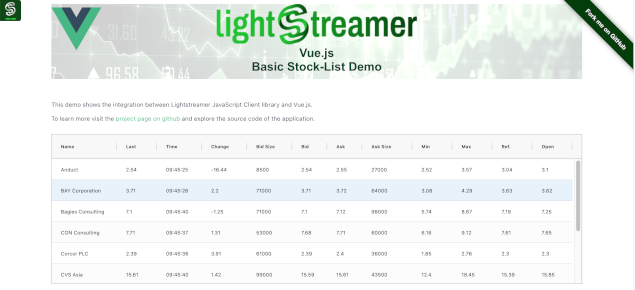 lightStreamer
Fork me on GitHub
Vue.js
Basic Stock-List Demo
This demo shows the integration between Lightstreamer JavaScript Client library and Vue.js.
To learn more visit the project page on github and explore the source code of the application.
Name Last Time Change Bid Size Bid Ask Ask Size Min Max Ref. Open
Anduct 2.54 09:45:25 -16.44 8500 2.54 2.55 27000 2.52 3.57 3.04 3.1
BAY Corporation 3.71 09:45:26 2.2 71000 3.71 3.72 64000 3.08 4.29 3.63 3.62
Bagies Consulting 7.1 09:45:40 -1.25 71000 7.1 7.12 98000 5.74 8.67 7.19 7.25
CON Consulting 7.71 09:45:37 1.31 53000 7.68 7.71 60000 6.16 9.12 7.61 7.65
Corcor PLC 2.39 09:45:36 3.91 61000 2.39 2.4 36000 1.85 2.76 2.3 2.3
CVS Asia 15.61 09:45:40 1.42 99000 15.59 15.61 43500 12.4 18.45 15.39 15.85